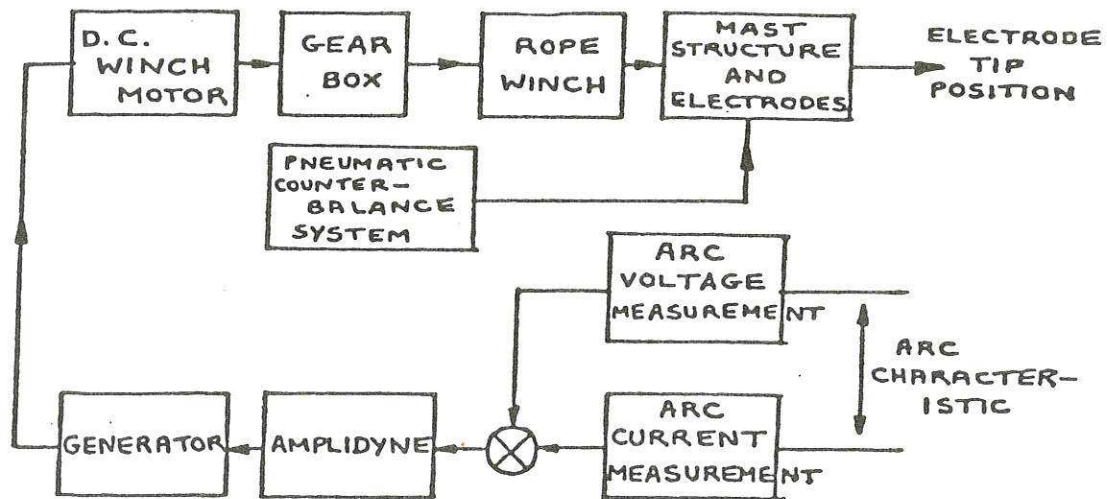 D.C.
WINCH
MOTOR
GEAR
BOX
ROPE
WINCH
MAST
STRUCTURE
AND
ELECTRODES
ELECTRODE
TIP
POSITION
PNEUMATIC
COUNTER-
BALANCE
SYSTEM
ARC
VOLTAGE
MEASUREMENT
ARC
CHARACTER-
ISTIC
GENERATOR
AMPLIDYNE
ARC
CURRENT
MEASUREMENT